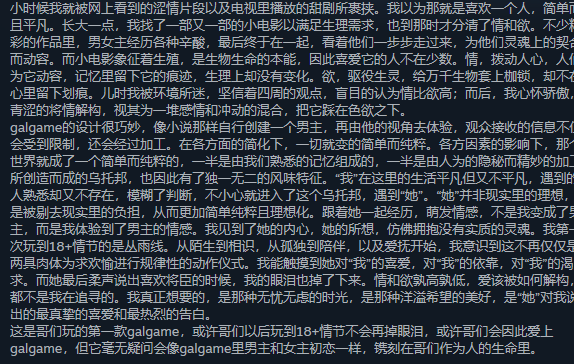 小时候我就被网上看到的涩情片段以及电视里播放的甜剧所裹扶。我以为那就是喜欢一个人，简单而
且平凡。长大一点，我找了一部又一部的小电影以满足生理需求，也到那时才分清了情和欲。不少精
彩的作品里，男女主经历各种辛酸，最终于在一起，看着他们一步步走过来，为他们灵魂上的契合
而动容。而小电影象征着生殖，是生物生命的本能，因此喜爱它的人不在少数。情，拨动人心，人们
为它动容，记忆里留下它的痕迹，生理上却没有变化。欲，驱役生灵，给万千生物套上枷锁，却不在
心里留下划痕。儿时我被环境所迷，坚信着四周的观点，盲目的认为情比欲高；而后，我心怀骄傲，
青涩的将情解构，视其为一堆感情和冲动的混合，把它踩在色欲之下。
galgame的设计很巧妙，像小说那样自行创建一个男主，再由他的视角去体验，观众接收的信息不仅
会受到限制，还会经过加工。在各方面的简化下，一切就变的简单而纯粹。各方因素的影响下，那个
世界就成了一个简单而纯粹的，一半是由我们熟悉的记忆组成的，一半是由人为的隐秘而精妙的加工
所创造而成的乌托邦，也因此有了独一无二的风味特征。“我”在这里的生活平凡但又不平凡，遇到的
人熟悉却又不存在，模糊了判断，不小心就进入了这个乌托邦，遇到“她”。“她”并非现实里的理想，
是被剔去现实里的负担，从而更加简单纯粹且理想化。跟着她一起经历，萌发情感，不是我变成了男
主，而是我体验到了男主的情感。我见到了她的内心，她的所想，仿佛拥抱没有实质的灵魂。我第一
次玩到18+情节的是丛雨线。从陌生到相识，从孤独到陪伴，以及爱抚开始，我意识到这不再仅仅是
两具肉体为求欢愉进行规律性的动作仪式。我能触摸到她对“我”的喜爱，对“我”的依靠，对“我”的渴
求。而她最后柔声说出喜欢将臣的时候，我的眼泪也掉了下来。情和欲孰高孰低，爱该被如何解构，
都不是我在追寻的。我真正想要的，是那种无忧无虑的时光，是那种洋溢希望的美好，是“她”对我说
出的最真挚的喜爱和最热烈的告白。
这是哥们玩的第一款galgame，或许哥们以后玩到18+情节不会再掉眼泪，或许哥们会因此爱上
galgame，但它毫无疑问会像galgame里男主和女主初恋一样，镌刻在哥们作为人的生命里。